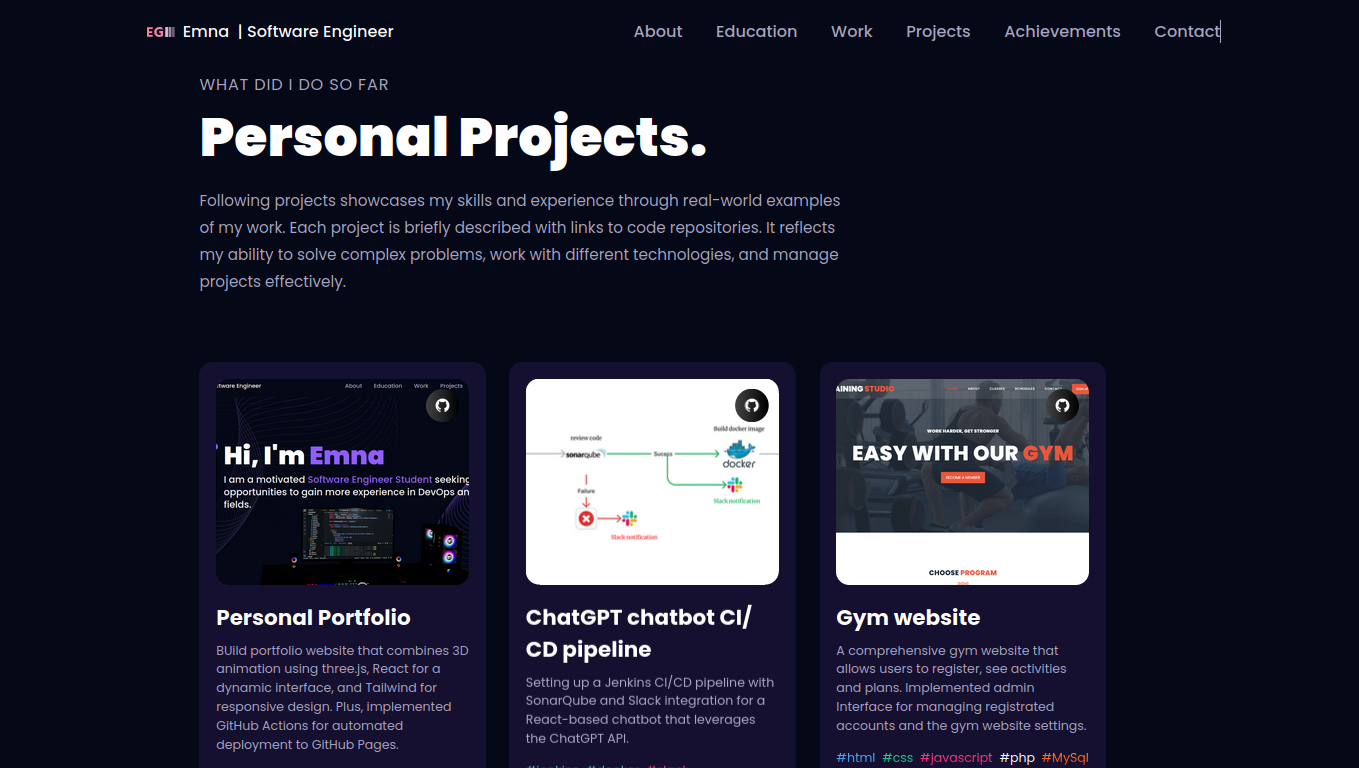 EG Emna | Software Engineer
About Education Work Projects Achievements Contact
WHAT DID I DO SO FAR
Personal Projects.
Following projects showcases my skills and experience through real-world examples
of my work. Each project is briefly described with links to code repositories. It reflects
my ability to solve complex problems, work with different technologies, and manage
projects effectively.
tware Engineer About Education Work Projects
Hi, I'm Emna
I am a motivated Software Engineer Student seeking
opportunities to gain more experience in DevOps an
fields.
Personal Portfolio
BUild portfolio website that combines 3D
animation using three.js, React for a
dynamic interface, and Tailwind for
responsive design. Plus, implemented
GitHub Actions for automated
deployment to GitHub Pages.
Build docker image
review code
sonarqube
Sucess
docker
Failure
Slack notification
Slack notification
ChatGPT chatbot CI/
CD pipeline
Setting up a Jenkins CI/CD pipeline with
SonarQube and Slack integration for a
React-based chatbot that leverages
the ChatGPT API.
#jenkins #docker #slack
AINING STUDIO HOME ABOUT CLASSES SCHEDULES CONTACT
WORK HARDER, GET STRONGER
EASY WITH OUR GYM
BECOME A MEMBER
CHOOSE PROGRAM
Gym website
A comprehensive gym website that
allows users to register, see activities
and plans. Implemented admin
Interface for managing registrated
accounts and the gym website settings.
#html #css #javascript #php #MySql